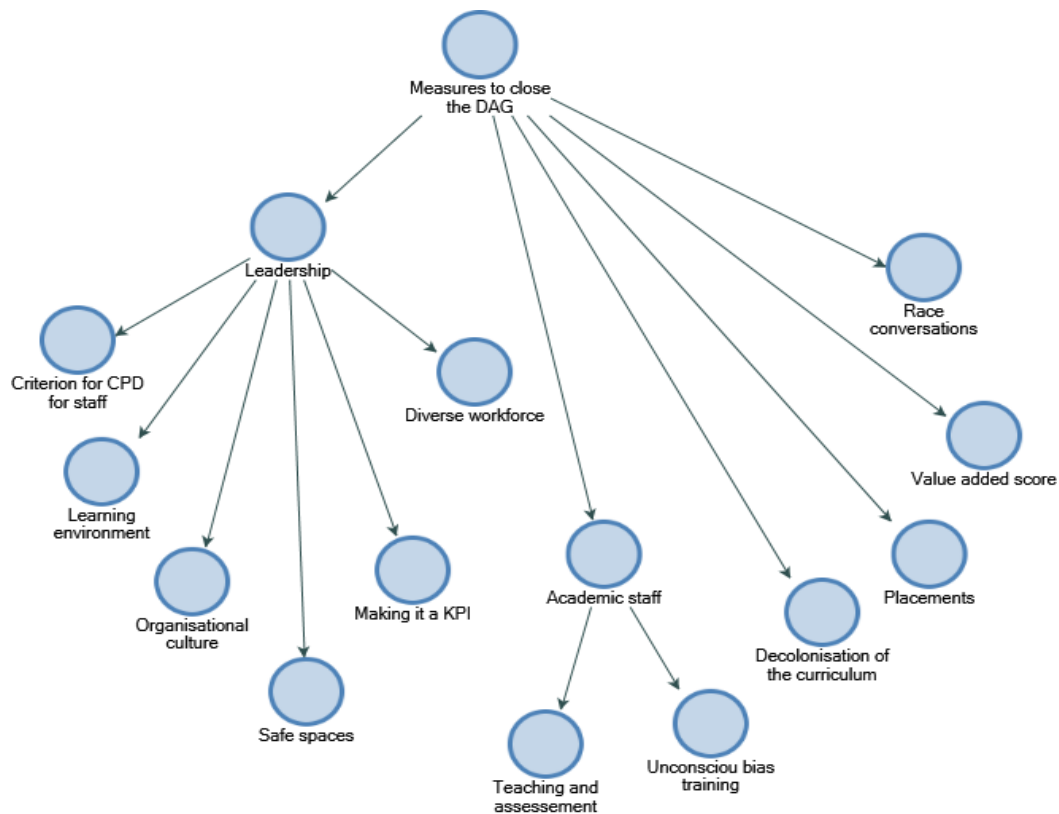 Measures to close
the DAG
Leadership
Race
conversations
Criterion for CPD
for staff
Diverse workforce
Value added score
Learning
environment
Academic staff
Placements
Making it a KPI
Organisational
culture
Decolonisation of
the curriculum
Safe spaces
Unconsciou bias
training
Teaching and
assessement